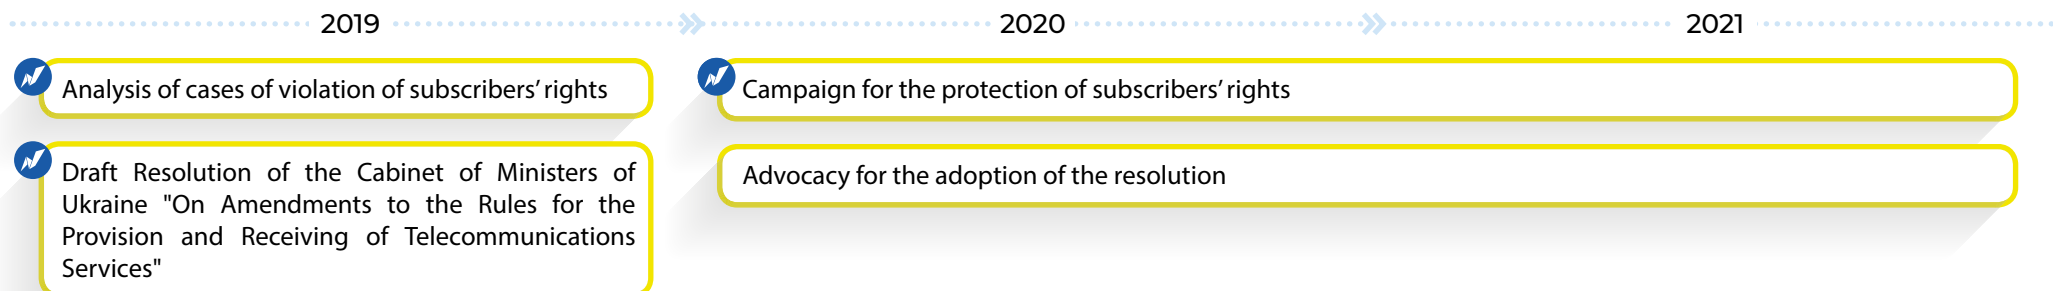 2019
2020
2021
Analysis of cases of violation of subscribers' rights
Campaign for the protection of subscribers' rights
Draft Resolution of the Cabinet of Ministers of
Ukraine "On Amendments to the Rules for the
Provision and Receiving of Telecommunications
Services"
Advocacy for the adoption of the resolution